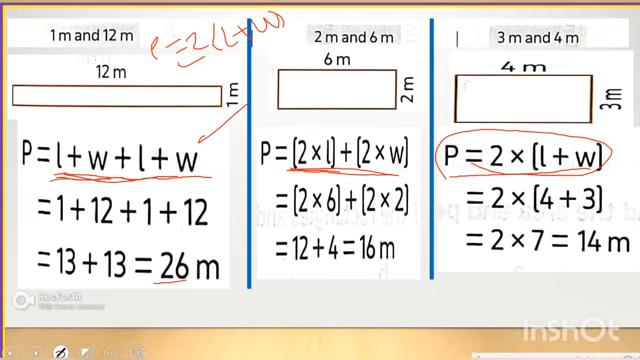 1 m and 12 m
P = 2 (L+W)
12 m
1 m
P = l + w + l + w
= 1 + 12 + 1 + 12
= 13 + 13 = 26 m
2 m and 6 m
6 m
2 m
P = (2 × l) + (2 × w)
= (2 × 6) + (2 × 2)
= 12 + 4 = 16 m
3 m and 4 m
4 m
3 m
P = 2 × (l + w)
= 2 × (4 + 3)
= 2 × 7 = 14 m
RecForth
InShOt